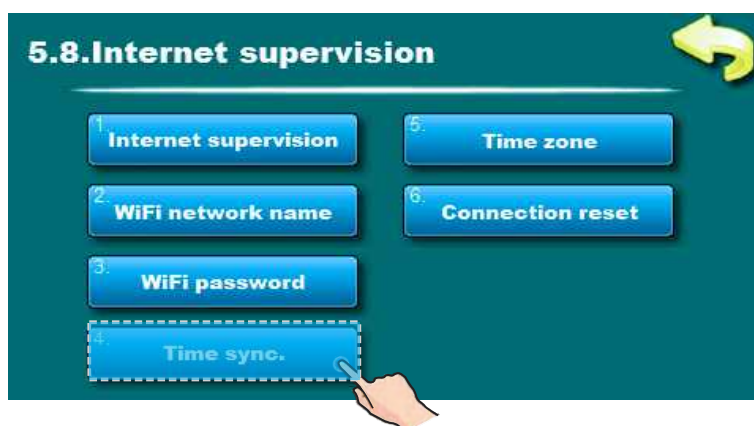 5.8.Internet supervision
1 Internet supervision
2. WiFi network name
3. WiFi password
4. Time sync.
5. Time zone
6. Connection reset